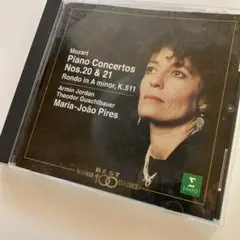 Mozart
Piano Concertos
Nos.20 & 21
Rondo in A minor, K.511
Armin Jordan
Theodor Guschlbauer
Maria-João Pires
BEST
100
ERATO